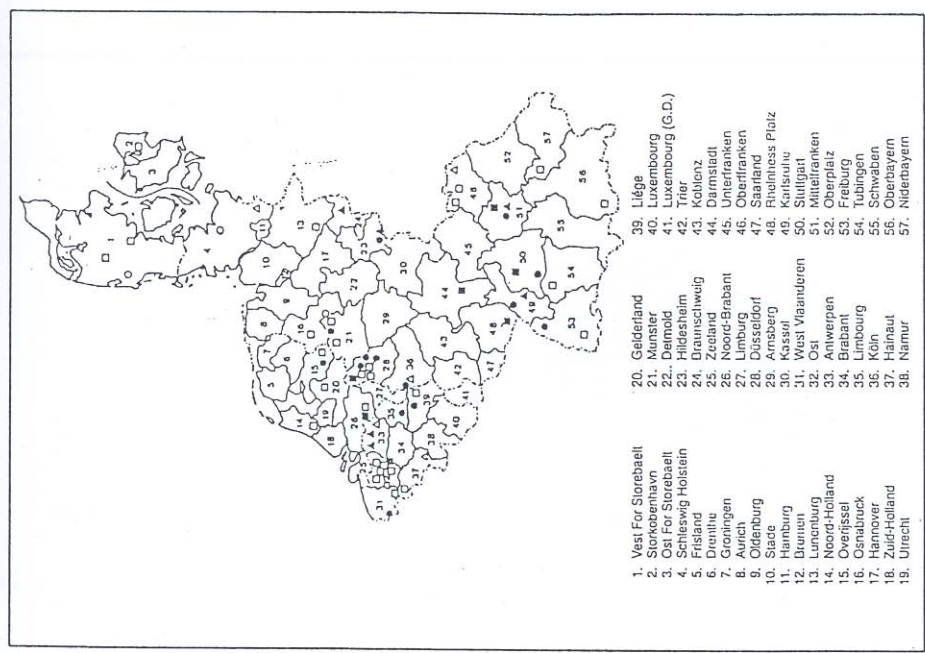 1. Vest For Storebaelt
2. Storkobenhavn
3. Ost For Storebaelt
4. Schleswig Holstein
5. Frisland
6. Drenthe
7. Groningen
8. Aurich
9. Oldenburg
10. Stade
11. Hamburg
12. Bremen
13. Lunenburg
14. Noord-Holland
15. Overijssel
16. Osnabruck
17. Hannover
18. Zuid-Holland
19. Utrecht
20. Gelderland
21. Munster
22. Detmold
23. Hildesheim
24. Braunschweig
25. Zeeland
26. Noord-Brabant
27. Limburg
28. Düsseldorf
29. Arnsberg
30. Kassel
31. West Vlaanderen
32. Ost
33. Antwerpen
34. Brabant
35. Limbourg
36. Köln
37. Hainaut
38. Namur
39. Liége
40. Luxembourg
41. Luxembourg (G.D.)
42. Trier
43. Koblenz
44. Darmstadt
45. Unterfranken
46. Obertfranken
47. Saarland
48. Rheinhness Pfalz
49. Karlsruhe
50. Stuttgart
51. Mittelfranken
52. Oberpfalz
53. Freiburg
54. Tubingen
55. Schwaben
56. Oberbayern
57. Niderbayern